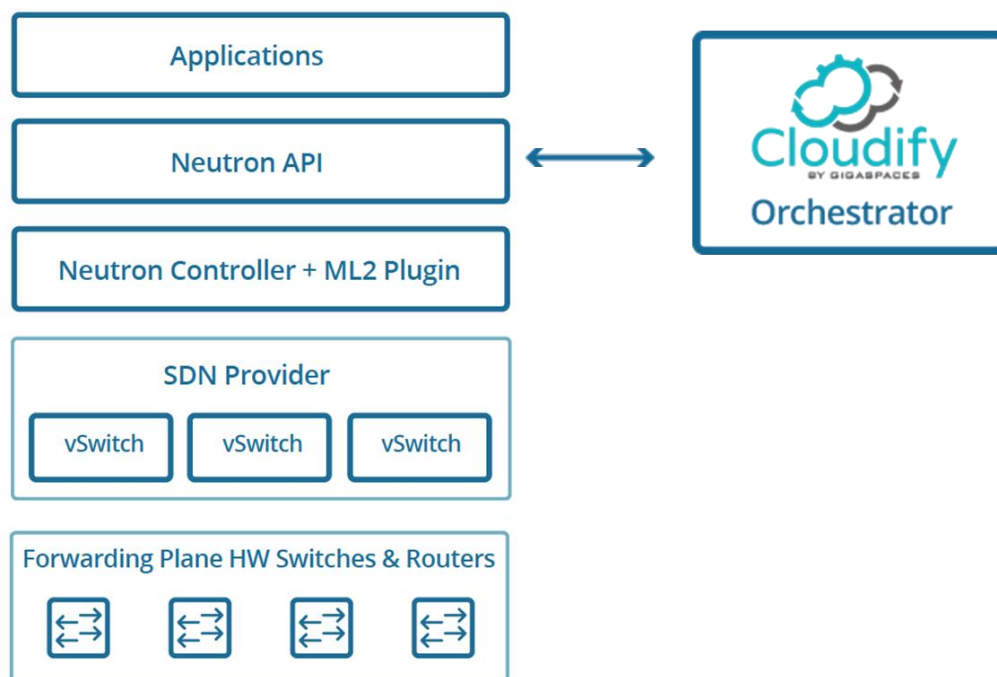 Applications
Neutron API
Cloudify
BY GIGASPACES
Orchestrator
Neutron Controller + ML2 Plugin
SDN Provider
vSwitch vSwitch vSwitch
Forwarding Plane HW Switches & Routers